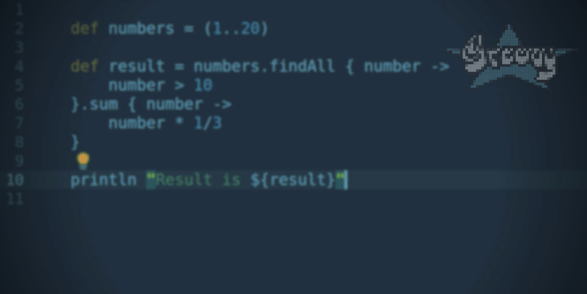 1
2 def numbers = (1..20)
3
4 def result = numbers.findAll { number ->
5 number > 10
6 }.sum { number ->
7 number * 1/3
8 }
9
10 println "Result is ${result}"
11
Groovy